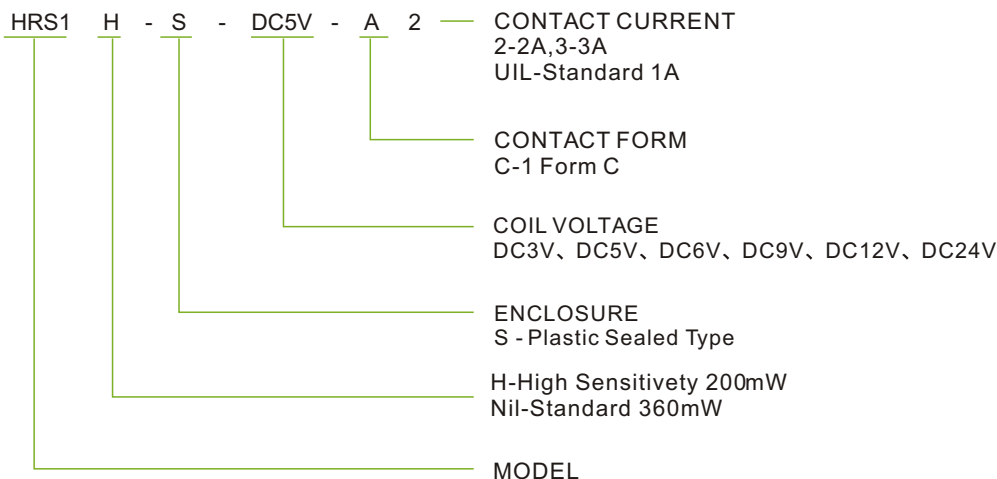 HRS1 H - S - DC5V - A 2
CONTACT CURRENT
2-2A,3-3A
UIL-Standard 1A
CONTACT FORM
C-1 Form C
COIL VOLTAGE
DC3V、DC5V、DC6V、DC9V、DC12V、DC24V
ENCLOSURE
S - Plastic Sealed Type
H-High Sensitivety 200mW
Nil-Standard 360mW
MODEL